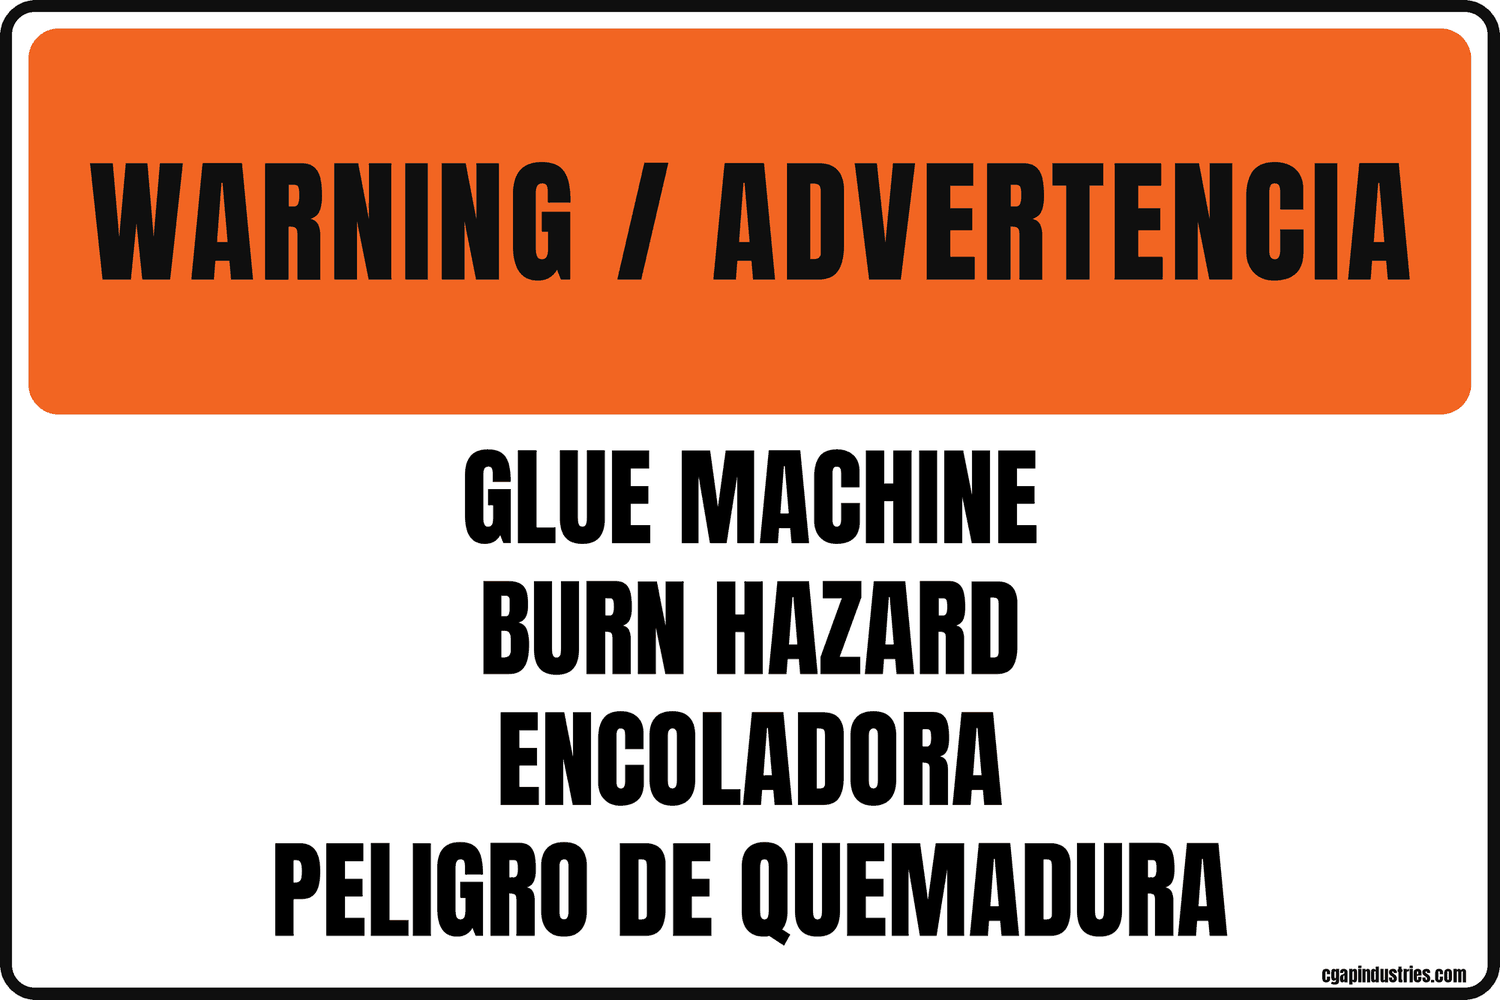 WARNING / ADVERTENCIA
GLUE MACHINE
BURN HAZARD
ENCOLADORA
PELIGRO DE QUEMADURA
cgapindustries.com